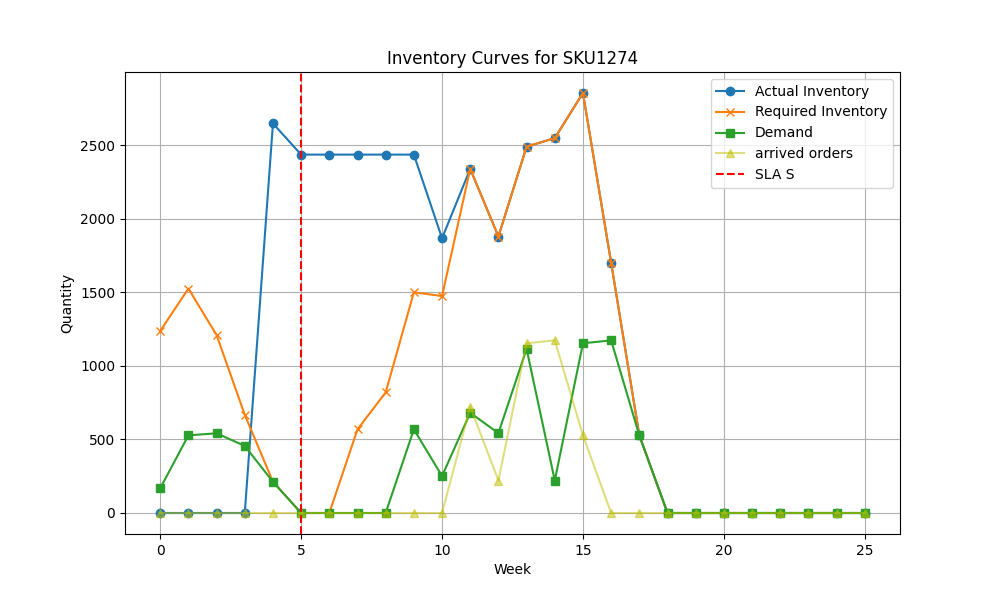 Inventory Curves for SKU1274
Actual Inventory
Required Inventory
Demand
arrived orders
SLA S
Quantity
2500
2000
1500
1000
500
0
0 5 10 15 20 25
Week